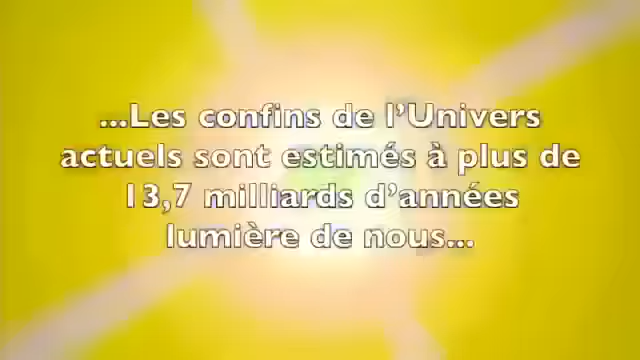 ...Les confins de l'Univers
actuels sont estimés à plus de
13,7 milliards d'années
lumière de nous...